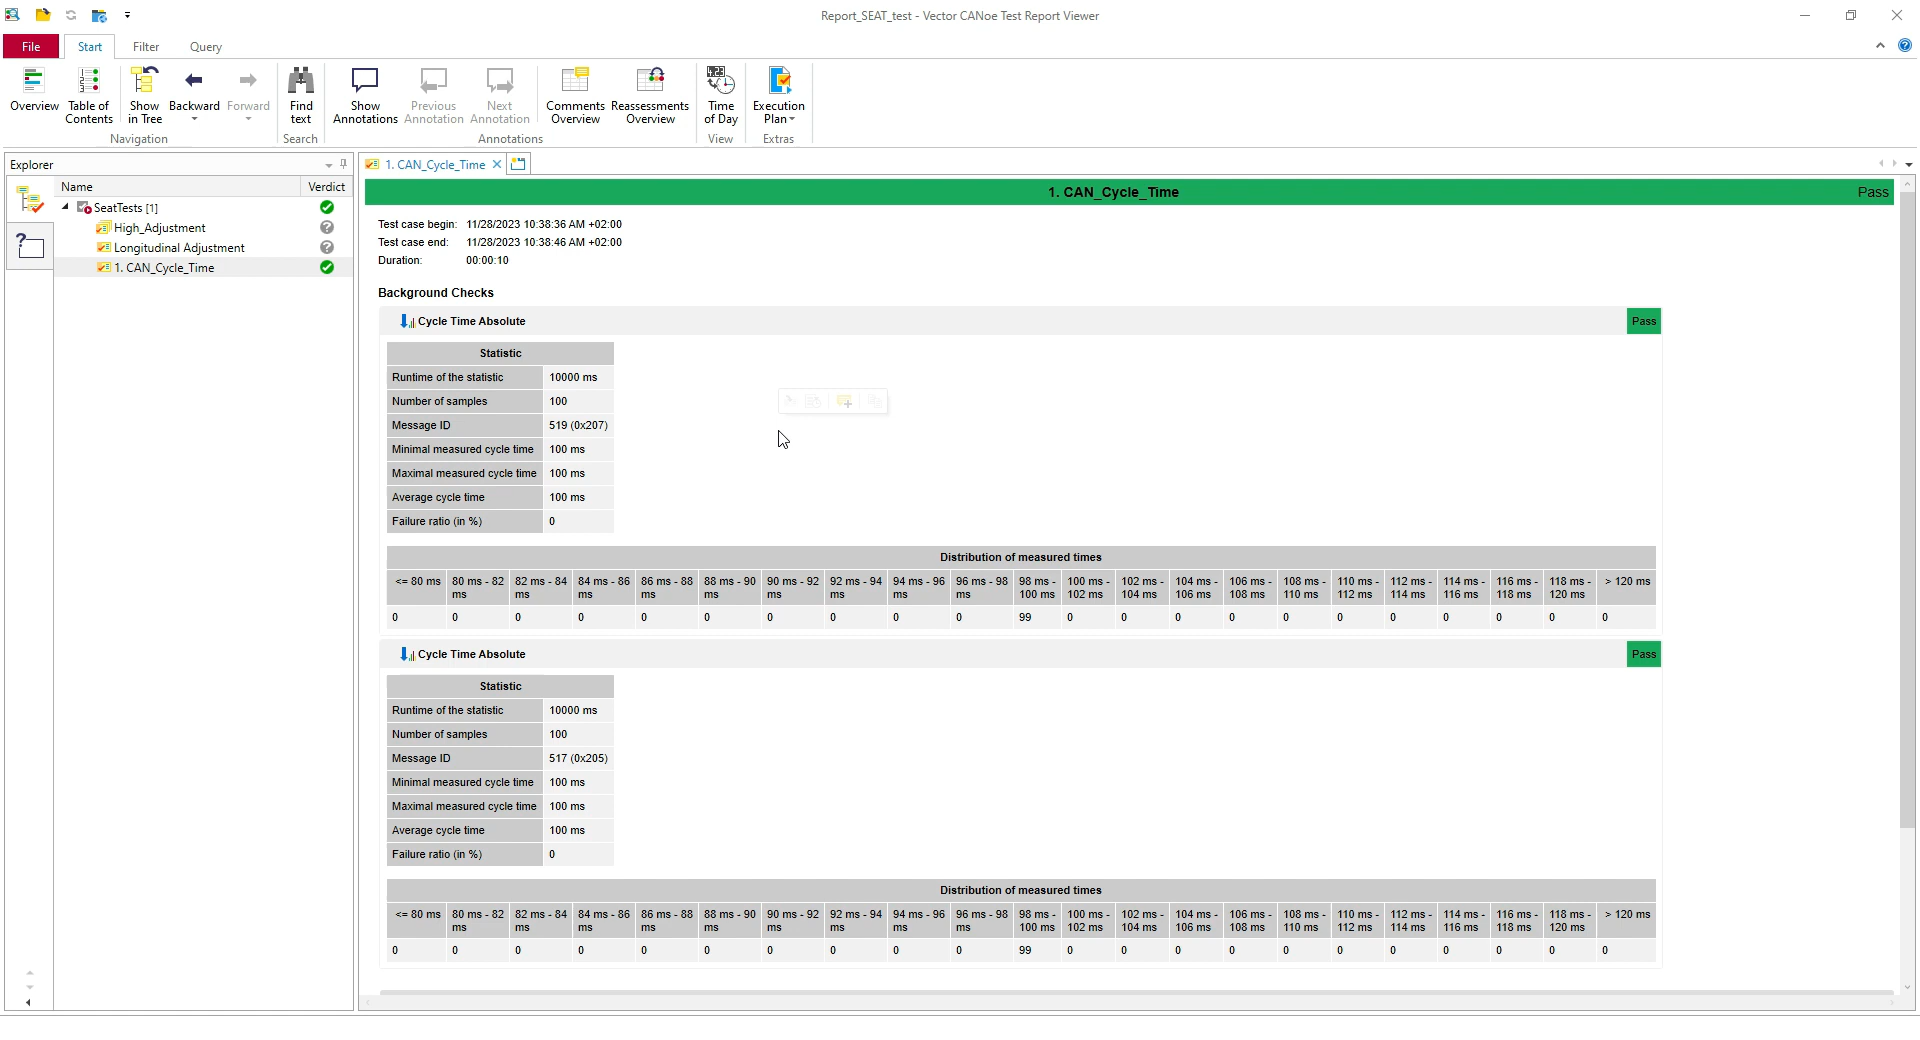 Report_SEAT_test - Vector CANoe Test Report Viewer
File Start Filter Query
Overview
Table of Contents
Show in Tree
Backward
Forward
Find text
Show Annotations
Previous Annotation
Next Annotation
Comments Overview
Reassessments Overview
Time of Day
Execution Plan
Navigation Search Annotations View Extras
Explorer
Name Verdict
SeatTests [1]
High_Adjustment
Longitudinal Adjustment
1. CAN_Cycle_Time
1. CAN_Cycle_Time
1. CAN_Cycle_Time Pass
Test case begin: 11/28/2023 10:38:36 AM +02:00
Test case end: 11/28/2023 10:38:46 AM +02:00
Duration: 00:00:10
Background Checks
Cycle Time Absolute Pass
Statistic
Runtime of the statistic 10000 ms
Number of samples 100
Message ID 519 (0x207)
Minimal measured cycle time 100 ms
Maximal measured cycle time 100 ms
Average cycle time 100 ms
Failure ratio (in %) 0
Distribution of measured times
<= 80 ms 80 ms - 82 ms 82 ms - 84 ms 84 ms - 86 ms 86 ms - 88 ms 88 ms - 90 ms 90 ms - 92 ms 92 ms - 94 ms 94 ms - 96 ms 96 ms - 98 ms 98 ms - 100 ms 100 ms - 102 ms 102 ms - 104 ms 104 ms - 106 ms 106 ms - 108 ms 108 ms - 110 ms 110 ms - 112 ms 112 ms - 114 ms 114 ms - 116 ms 116 ms - 118 ms 118 ms - 120 ms > 120 ms
0 0 0 0 0 0 0 0 0 0 99 0 0 0 0 0 0 0 0 0 0 0
Cycle Time Absolute Pass
Statistic
Runtime of the statistic 10000 ms
Number of samples 100
Message ID 517 (0x205)
Minimal measured cycle time 100 ms
Maximal measured cycle time 100 ms
Average cycle time 100 ms
Failure ratio (in %) 0
Distribution of measured times
<= 80 ms 80 ms - 82 ms 82 ms - 84 ms 84 ms - 86 ms 86 ms - 88 ms 88 ms - 90 ms 90 ms - 92 ms 92 ms - 94 ms 94 ms - 96 ms 96 ms - 98 ms 98 ms - 100 ms 100 ms - 102 ms 102 ms - 104 ms 104 ms - 106 ms 106 ms - 108 ms 108 ms - 110 ms 110 ms - 112 ms 112 ms - 114 ms 114 ms - 116 ms 116 ms - 118 ms 118 ms - 120 ms > 120 ms
0 0 0 0 0 0 0 0 0 0 99 0 0 0 0 0 0 0 0 0 0 0